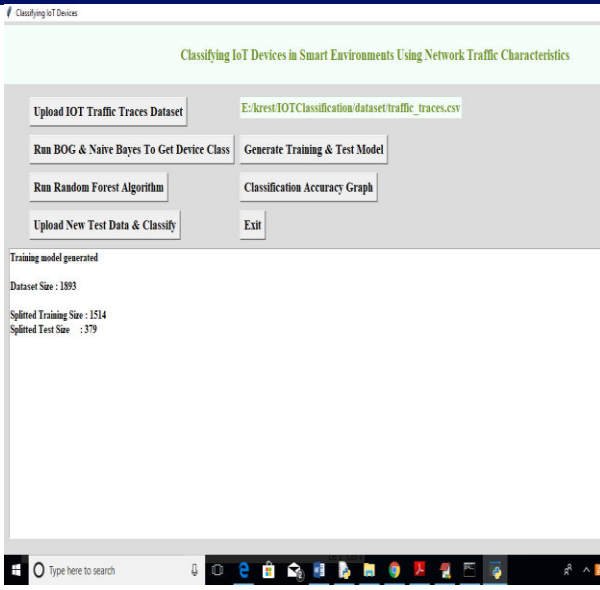 Classifying IoT Devices
Classifying IoT Devices in Smart Environments Using Network Traffic Characteristics
Upload IOT Traffic Traces Dataset
E:/krest/IOTClassification/dataset/traffic_traces.csv
Run BOG & Naive Bayes To Get Device Class
Generate Training & Test Model
Run Random Forest Algorithm
Classification Accuracy Graph
Upload New Test Data & Classify
Exit
Training model generated
Dataset Size : 1893
Splitted Training Size : 1514
Splitted Test Size : 379
Type here to search